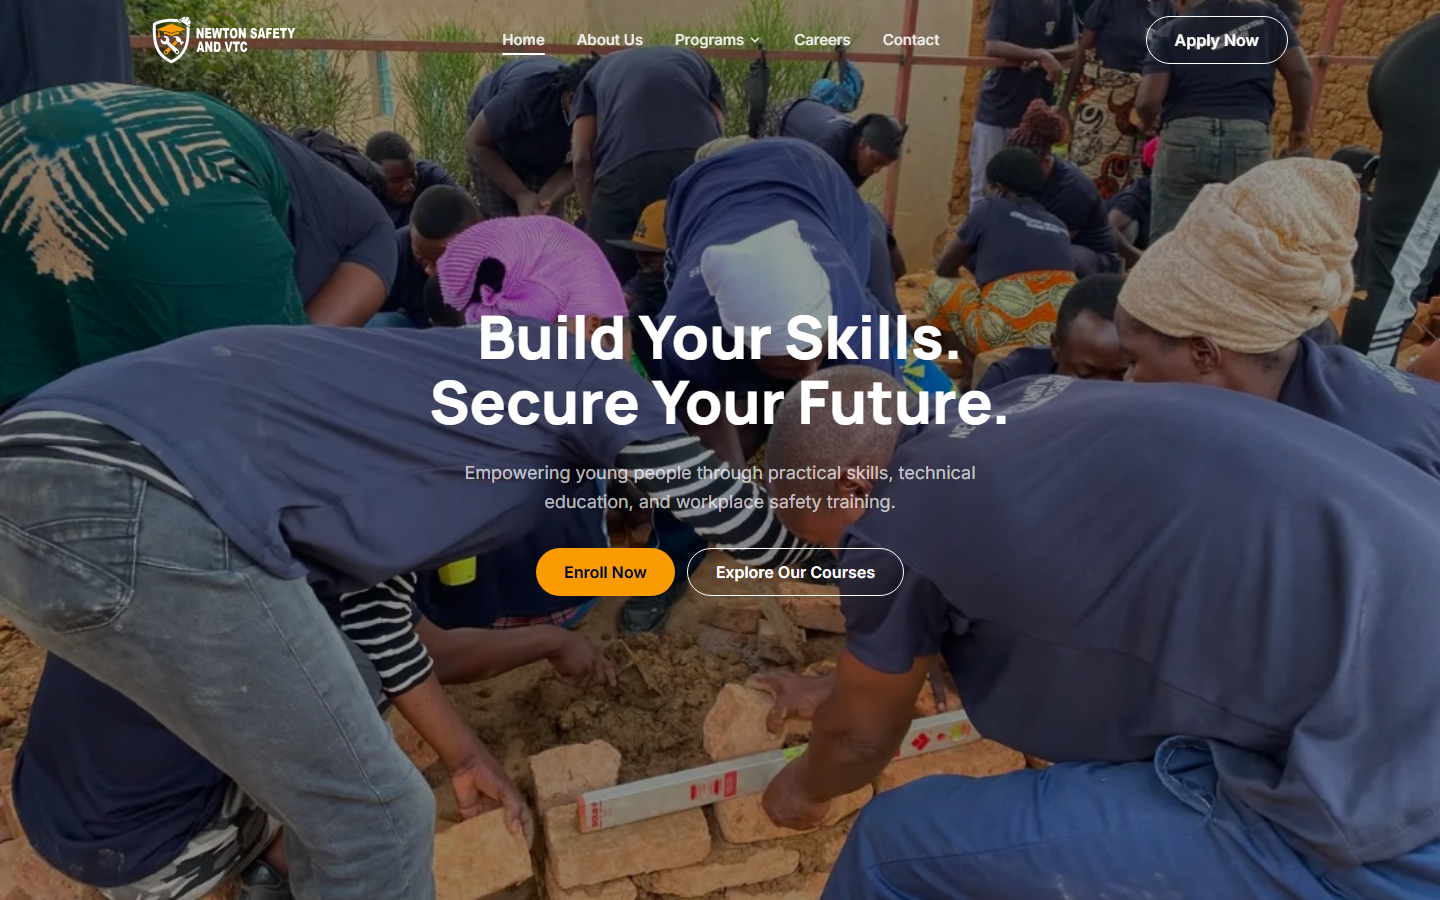 NEWTON SAFETY
AND VTC
Home
About Us
Programs
Careers
Contact
Apply Now
Build Your Skills.
Secure Your Future.
Empowering young people through practical skills, technical
education, and workplace safety training.
Enroll Now
Explore Our Courses